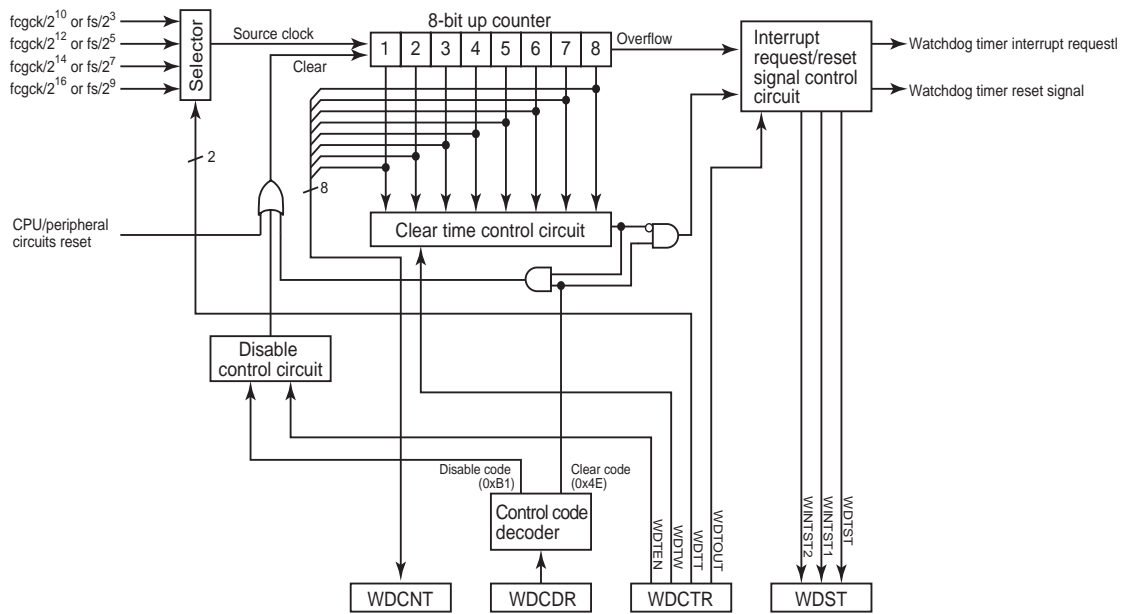 fcgck/2^10 or fs/2^3
fcgck/2^12 or fs/2^5
fcgck/2^14 or fs/2^7
fcgck/2^16 or fs/2^9
Selector
Source clock
Clear
8-bit up counter
1 2 3 4 5 6 7 8
Overflow
Interrupt
request/reset
signal control
circuit
Watchdog timer interrupt requestl
Watchdog timer reset signal
2
8
CPU/peripheral
circuits reset
Clear time control circuit
Disable
control circuit
Disable code
(0xB1)
Clear code
(0x4E)
Control code
decoder
WDTEN
WDTW
WDTT
WDTOUT
WINTST2
WINTST1
WDTST
WDCNT
WDCDR
WDCTR
WDST